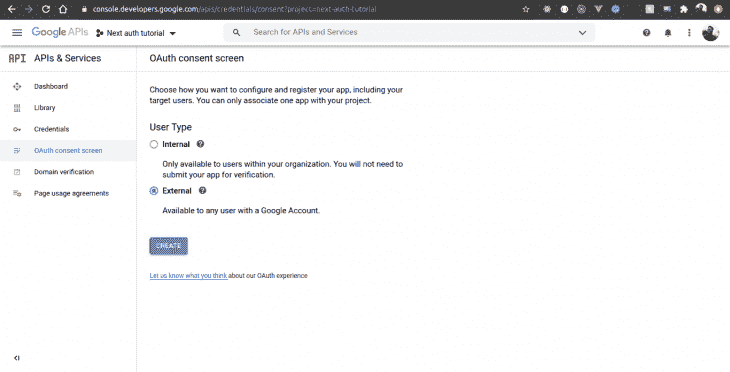 console.developers.google.com/apis/credentials/consent?project=next-auth-tutorial
Google APIs
Next auth tutorial
Search for APIs and Services
API
APIs & Services
OAuth consent screen
Dashboard
Library
Credentials
OAuth consent screen
Domain verification
Page usage agreements
Choose how you want to configure and register your app, including your
target users. You can only associate one app with your project.
User Type
Internal
Only available to users within your organization. You will not need to
submit your app for verification.
External
Available to any user with a Google Account.
CREATE
Let us know what you think about our OAuth experience